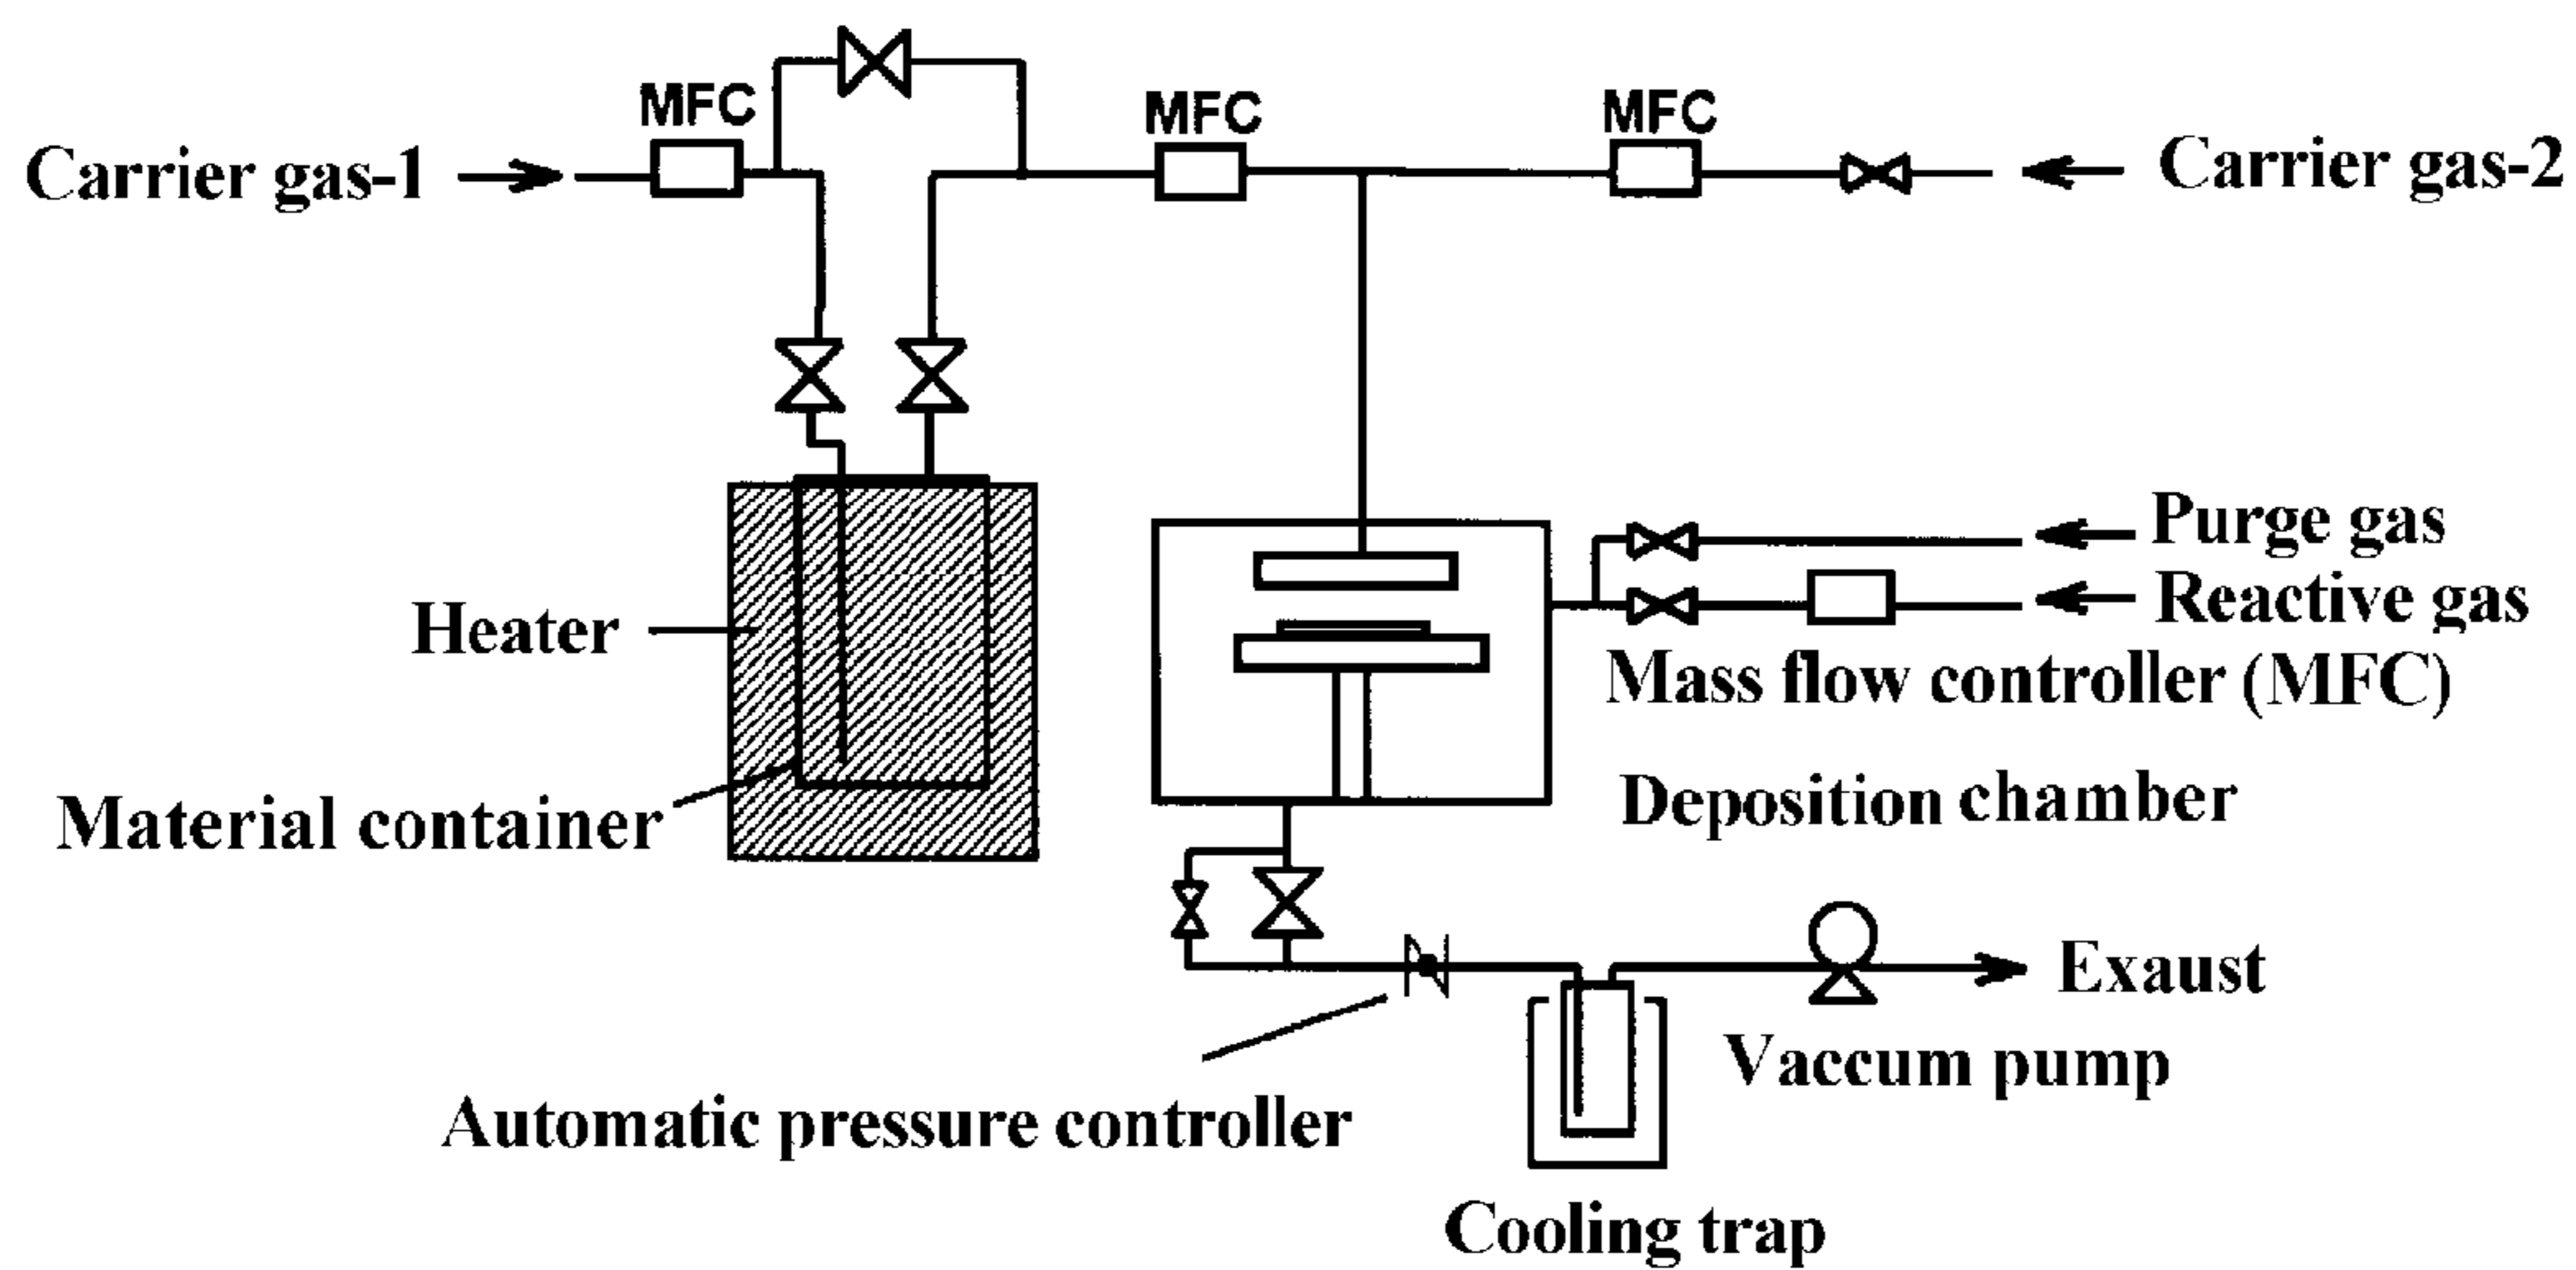 MFC
MFC
MFC
Carrier gas-1
Carrier gas-2
Purge gas
Reactive gas
Heater
Mass flow controller (MFC)
Material container
Deposition chamber
Exaust
Vaccum pump
Automatic pressure controller
Cooling trap